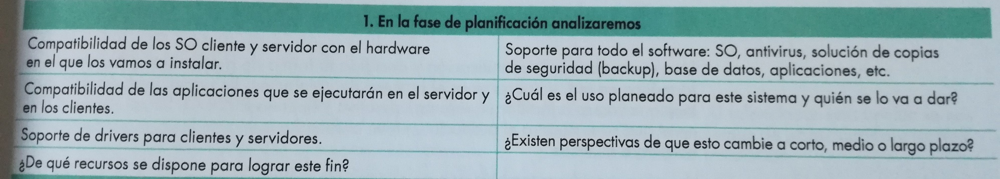 1. En la fase de planificación analizaremos
Compatibilidad de los SO cliente y servidor con el hardware
en el que los vamos a instalar.
Soporte para todo el software: SO, antivirus, solución de copias
de seguridad (backup), base de datos, aplicaciones, etc.
Compatibilidad de las aplicaciones que se ejecutarán en el servidor y
en los clientes.
¿Cuál es el uso planeado para este sistema y quién se lo va a dar?
Soporte de drivers para clientes y servidores.
¿Existen perspectivas de que esto cambie a corto, medio o largo plazo?
¿De qué recursos se dispone para lograr este fin?